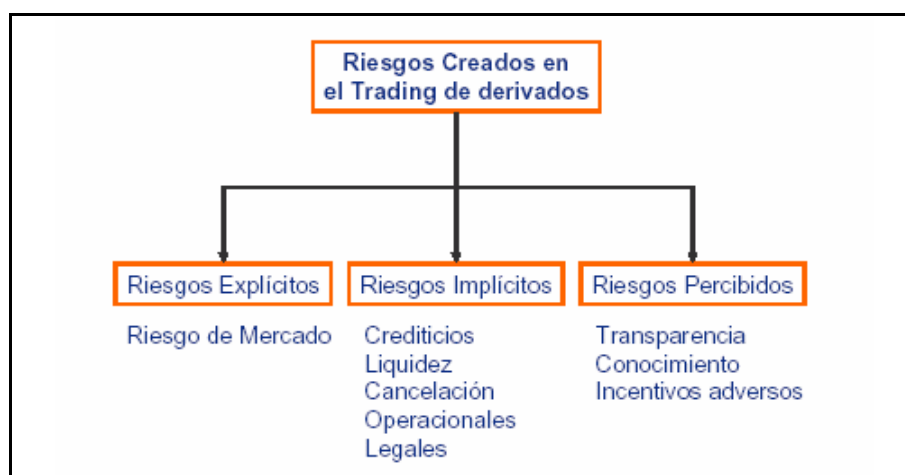 Riesgos Creados en
el Trading de derivados
Riesgos Explícitos
Riesgo de Mercado
Riesgos Implícitos
Crediticios
Liquidez
Cancelación
Operacionales
Legales
Riesgos Percibidos
Transparencia
Conocimiento
Incentivos adversos